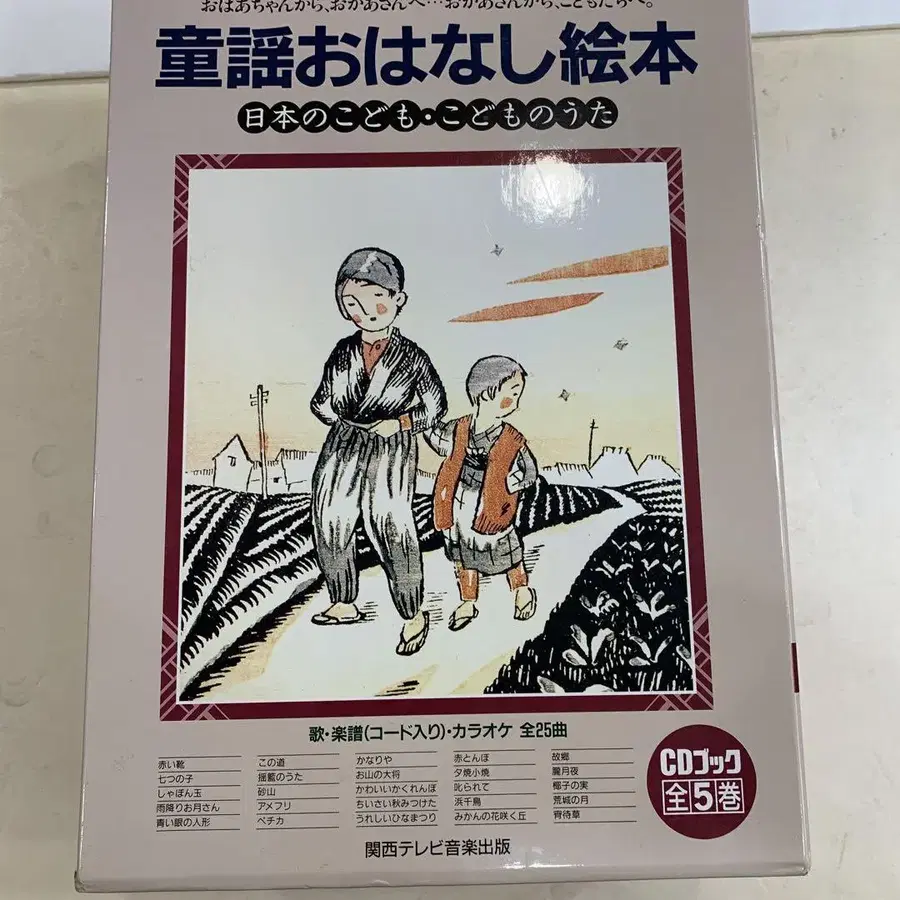 おばあちゃんから、おかあさんへ…おかあさんから、こどもたちへ。
童謡おはなし絵本
日本のこども・こどものうた
歌・楽譜(コード入り)・カラオケ 全25曲
赤い靴
七つの子
しゃぼん玉
雨降りお月さん
青い眼の人形
この道
揺籃のうた
砂山
アメフリ
ペチカ
かなりや
お山の大将
かわいいかくれんぼ
ちいさい秋みつけた
うれしいひなまつり
赤とんぼ
夕焼小焼
叱られて
浜千鳥
みかんの花咲く丘
故郷
朧月夜
椰子の実
荒城の月
宵待草
CDブック
全5巻
関西テレビ音楽出版